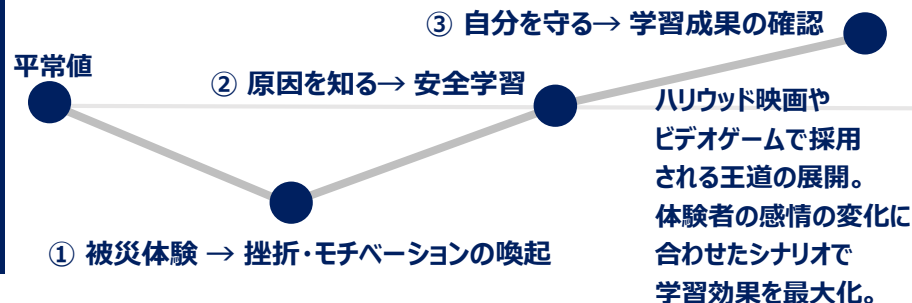 ③ 自分を守る→ 学習成果の確認
平常値
② 原因を知る→ 安全学習
ハリウッド映画や
ビデオゲームで採用
される王道の展開。
体験者の感情の変化に
合わせたシナリオで
学習効果を最大化。
① 被災体験 → 挫折・モチベーションの喚起